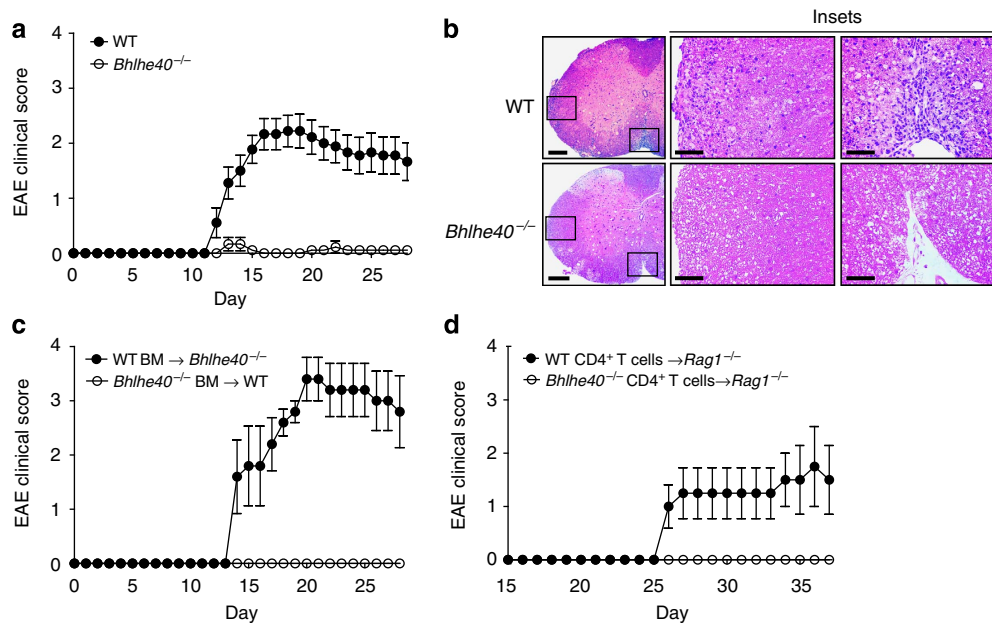 a
WT
Bhlhe40⁻/⁻
EAE clinical score
4
3
2
1
0
0 5 10 15 20 25
Day
b
Insets
WT
Bhlhe40⁻/⁻
c
WT BM → Bhlhe40⁻/⁻
Bhlhe40⁻/⁻ BM → WT
EAE clinical score
4
3
2
1
0
0 5 10 15 20 25
Day
d
WT CD4⁺ T cells →Rag1⁻/⁻
Bhlhe40⁻/⁻ CD4⁺ T cells→Rag1⁻/⁻
EAE clinical score
4
3
2
1
0
15 20 25 30 35
Day